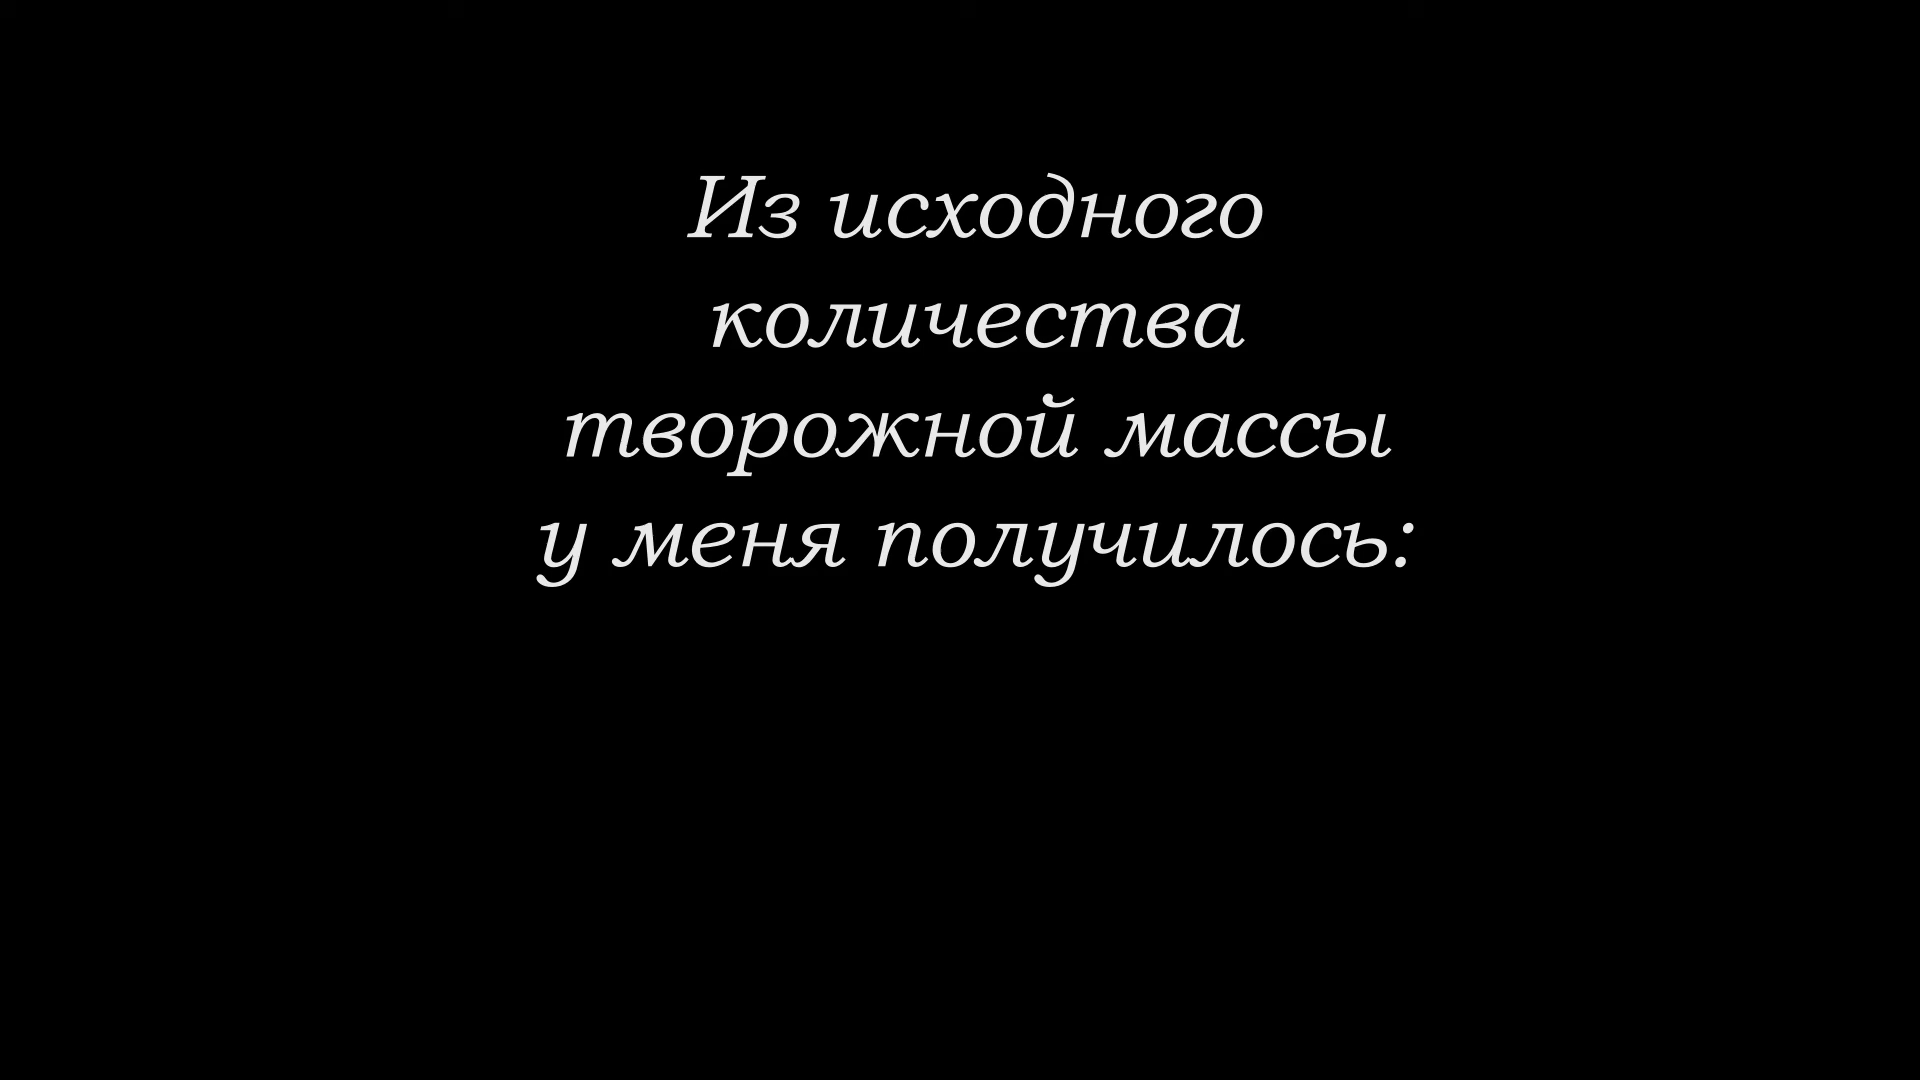 Из исходного
количества
творожной массы
у меня получилось: